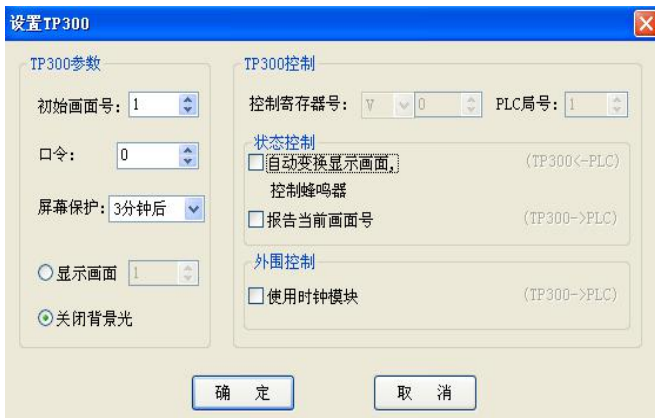 设置TP300
TP300参数
初始画面号: 1
口令: 0
屏幕保护: 3分钟后
显示画面 1
关闭背景光
TP300控制
控制寄存器号: V 0 PLC局号: 1
状态控制
自动变换显示画面, (TP300<-PLC)
控制蜂鸣器
报告当前画面号 (TP300->PLC)
外围控制
使用时钟模块 (TP300->PLC)
确 定 取 消